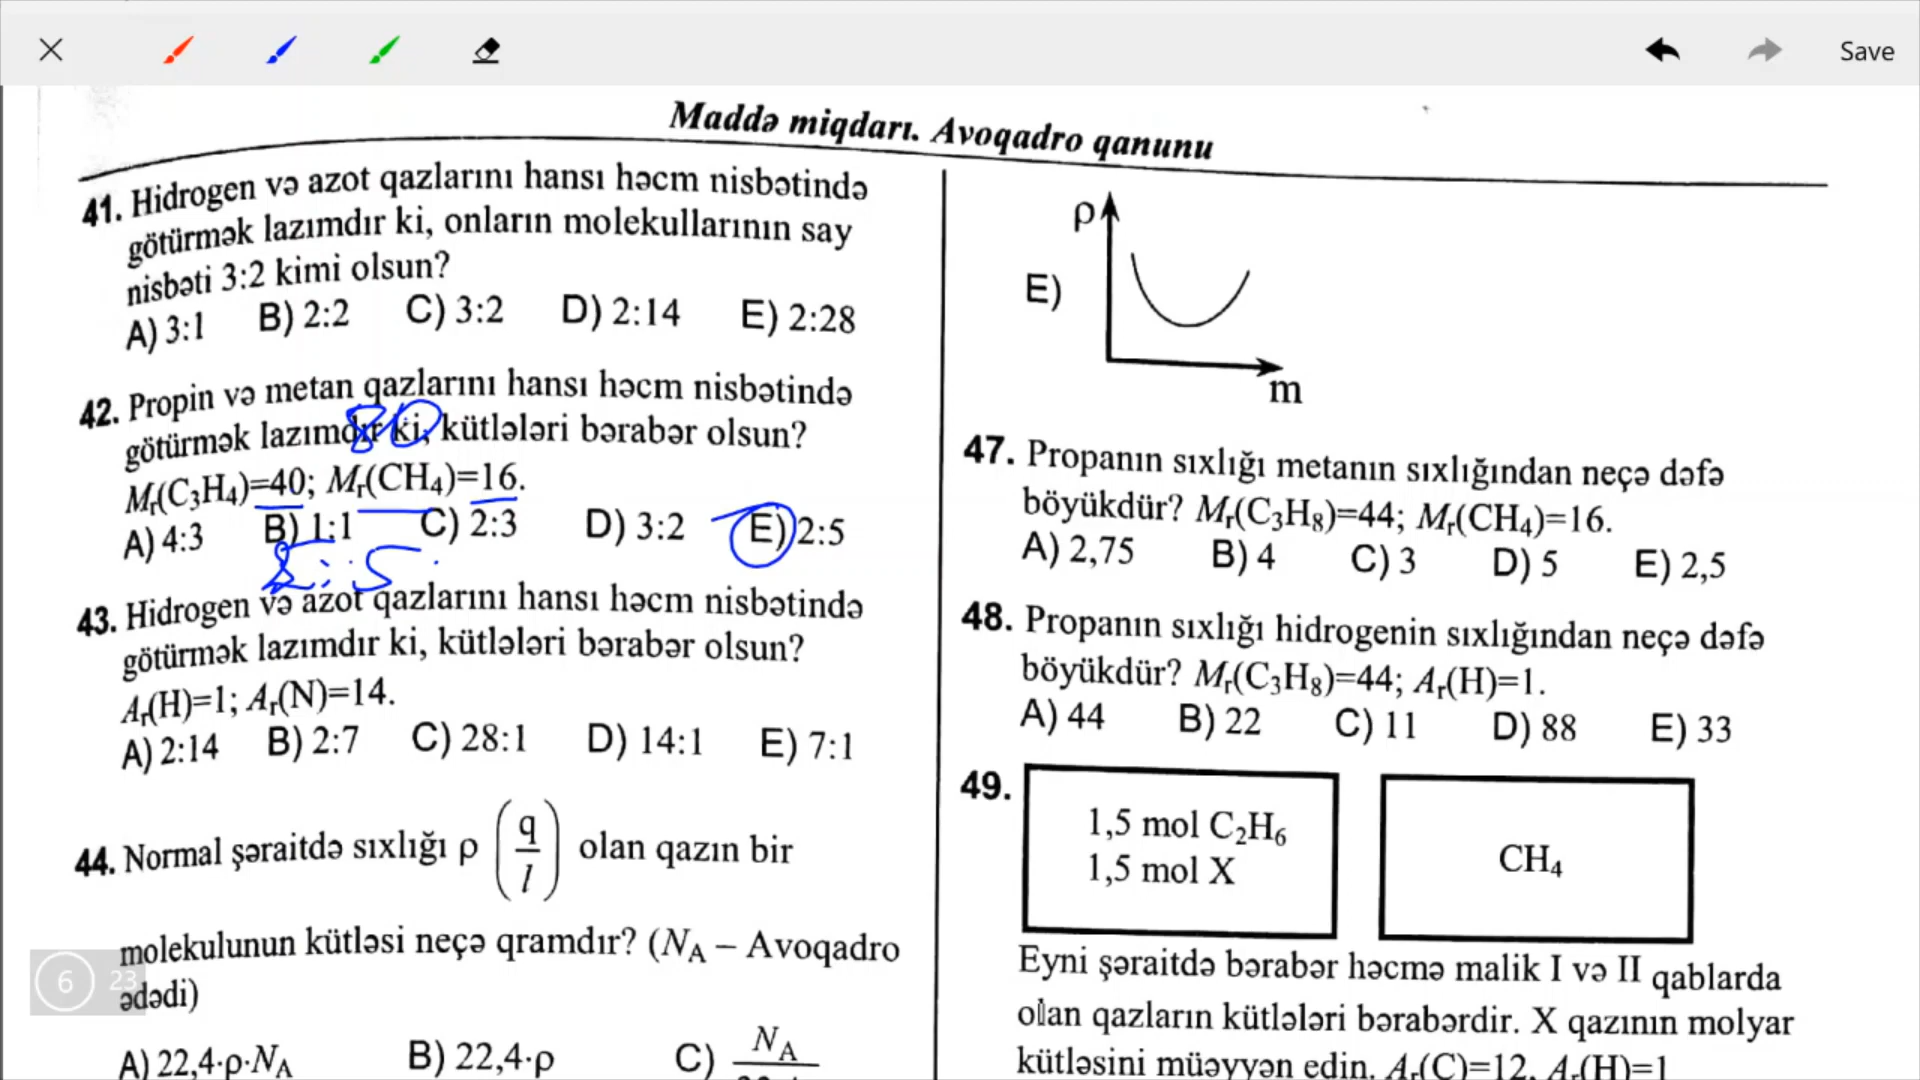 Save
Maddə miqdarı. Avoqadro qanunu
41. Hidrogen və azot qazlarını hansı həcm nisbətində
götürmək lazımdır ki, onların molekullarının say
nisbəti 3:2 kimi olsun?
A) 3:1 B) 2:2 C) 3:2 D) 2:14 E) 2:28
42. Propin və metan qazlarını hansı həcm nisbətində
80
götürmək lazımdır ki, kütlələri bərabər olsun?
Mr(C3H4)=40; Mr(CH4)=16.
A) 4:3 B) 1:1 C) 2:3 D) 3:2 E) 2:5
2:5
43. Hidrogen və azot qazlarını hansı həcm nisbətində
götürmək lazımdır ki, kütlələri bərabər olsun?
Ar(H)=1; Ar(N)=14.
A) 2:14 B) 2:7 C) 28:1 D) 14:1 E) 7:1
44. Normal şəraitdə sıxlığı ρ (q/l) olan qazın bir
molekulunun kütləsi neçə qramdır? (NA – Avoqadro
ədədi)
A) 22,4·ρ·NA B) 22,4·ρ C) NA
6 23
ρ
E)
m
47. Propanın sıxlığı metanın sıxlığından neçə dəfə
böyükdür? Mr(C3H8)=44; Mr(CH4)=16.
A) 2,75 B) 4 C) 3 D) 5 E) 2,5
48. Propanın sıxlığı hidrogenin sıxlığından neçə dəfə
böyükdür? Mr(C3H8)=44; Ar(H)=1.
A) 44 B) 22 C) 11 D) 88 E) 33
49.
1,5 mol C2H6
1,5 mol X
CH4
Eyni şəraitdə bərabər həcmə malik I və II qablarda
olan qazların kütlələri bərabərdir. X qazının molyar
kütləsini müəyyən edin. Ar(C)=12, Ar(H)=1